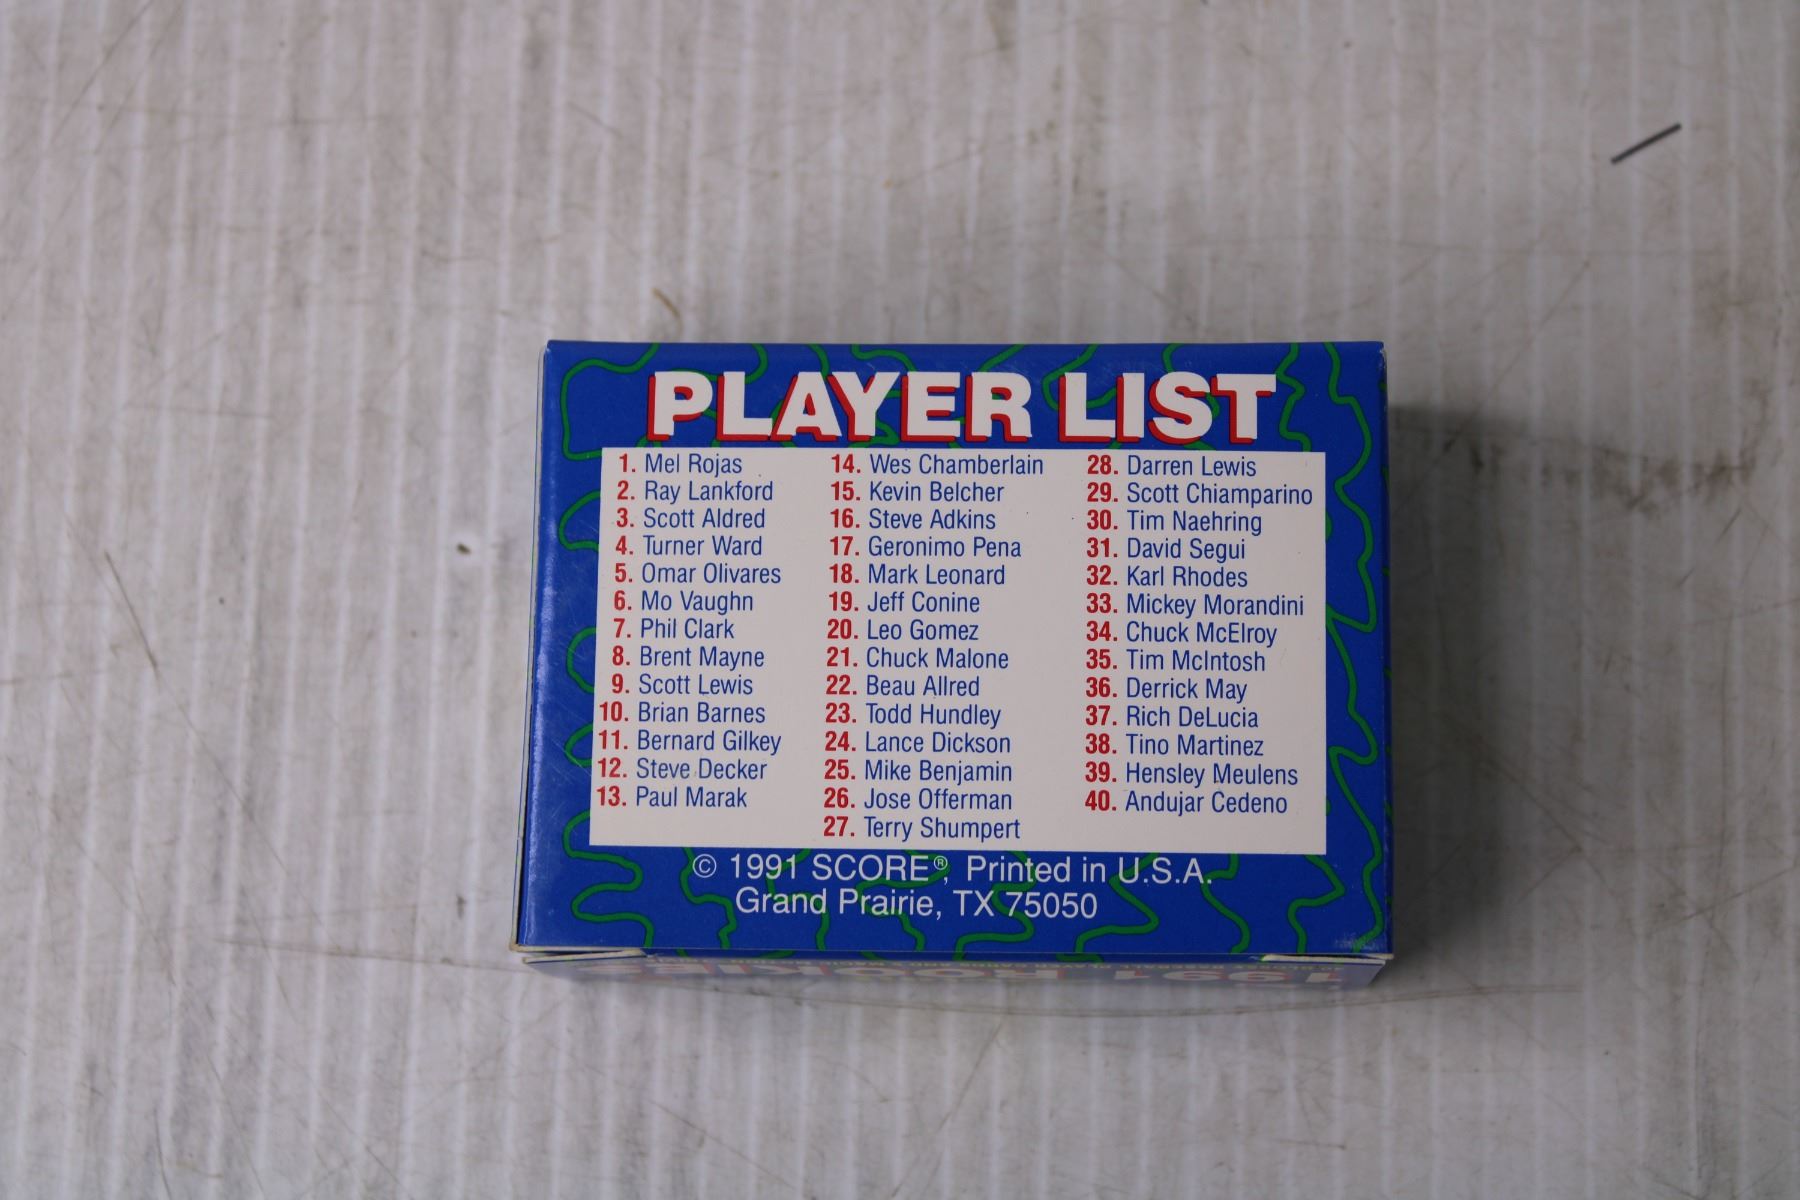 PLAYER LIST
1. Mel Rojas
2. Ray Lankford
3. Scott Aldred
4. Turner Ward
5. Omar Olivares
6. Mo Vaughn
7. Phil Clark
8. Brent Mayne
9. Scott Lewis
10. Brian Barnes
11. Bernard Gilkey
12. Steve Decker
13. Paul Marak
14. Wes Chamberlain
15. Kevin Belcher
16. Steve Adkins
17. Geronimo Pena
18. Mark Leonard
19. Jeff Conine
20. Leo Gomez
21. Chuck Malone
22. Beau Allred
23. Todd Hundley
24. Lance Dickson
25. Mike Benjamin
26. Jose Offerman
27. Terry Shumpert
28. Darren Lewis
29. Scott Chiamparino
30. Tim Naehring
31. David Segui
32. Karl Rhodes
33. Mickey Morandini
34. Chuck McElroy
35. Tim McIntosh
36. Derrick May
37. Rich DeLucia
38. Tino Martinez
39. Hensley Meulens
40. Andujar Cedeno
© 1991 SCORE®, Printed in U.S.A.
Grand Prairie, TX 75050